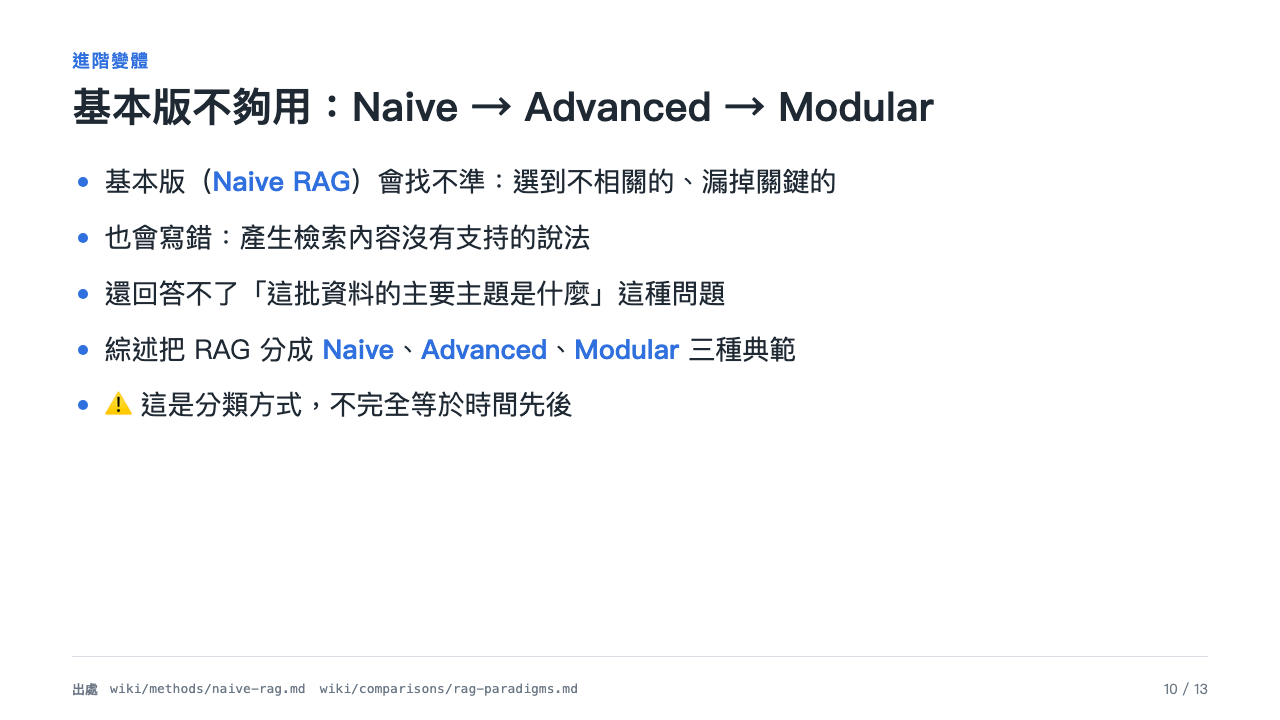 進階變體
基本版不夠用：Naive → Advanced → Modular
• 基本版（Naive RAG）會找不準：選到不相關的、漏掉關鍵的
• 也會寫錯：產生檢索內容沒有支持的說法
• 還回答不了「這批資料的主要主題是什麼」這種問題
• 綜述把 RAG 分成 Naive、Advanced、Modular 三種典範
• ⚠️ 這是分類方式，不完全等於時間先後
出處 wiki/methods/naive-rag.md wiki/comparisons/rag-paradigms.md
10 / 13